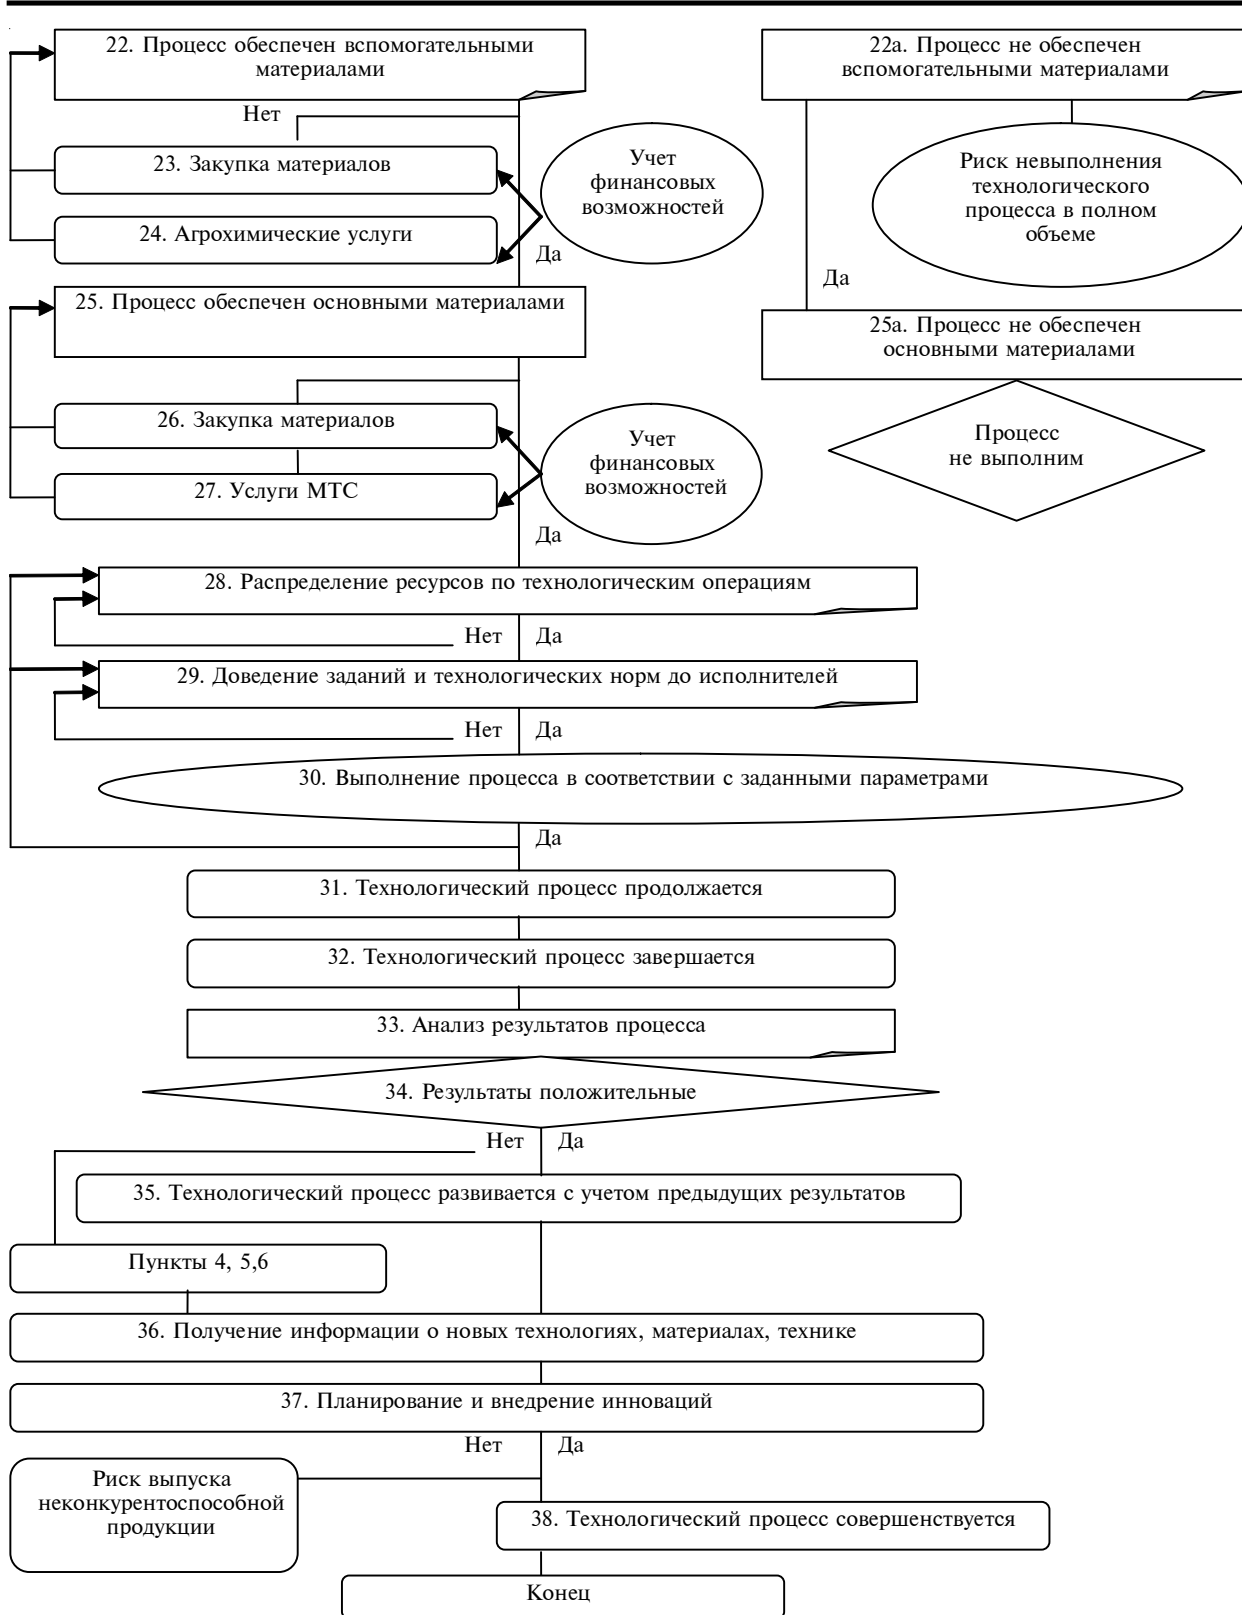 22. Процесс обеспечен вспомогательными
материалами
22а. Процесс не обеспечен
вспомогательными материалами
Нет
23. Закупка материалов
Учет
финансовых
возможностей
Риск невыполнения
технологического
процесса в полном
объеме
24. Агрохимические услуги
Да
Да
25. Процесс обеспечен основными материалами
25а. Процесс не обеспечен
основными материалами
26. Закупка материалов
Учет
финансовых
возможностей
Процесс
не выполним
27. Услуги МТС
Да
28. Распределение ресурсов по технологическим операциям
Нет
Да
29. Доведение заданий и технологических норм до исполнителей
Нет
Да
30. Выполнение процесса в соответствии с заданными параметрами
Да
31. Технологический процесс продолжается
32. Технологический процесс завершается
33. Анализ результатов процесса
34. Результаты положительные
Нет
Да
35. Технологический процесс развивается с учетом предыдущих результатов
Пункты 4, 5,6
36. Получение информации о новых технологиях, материалах, технике
37. Планирование и внедрение инноваций
Нет
Да
Риск выпуска
неконкурентоспособной
продукции
38. Технологический процесс совершенствуется
Конец